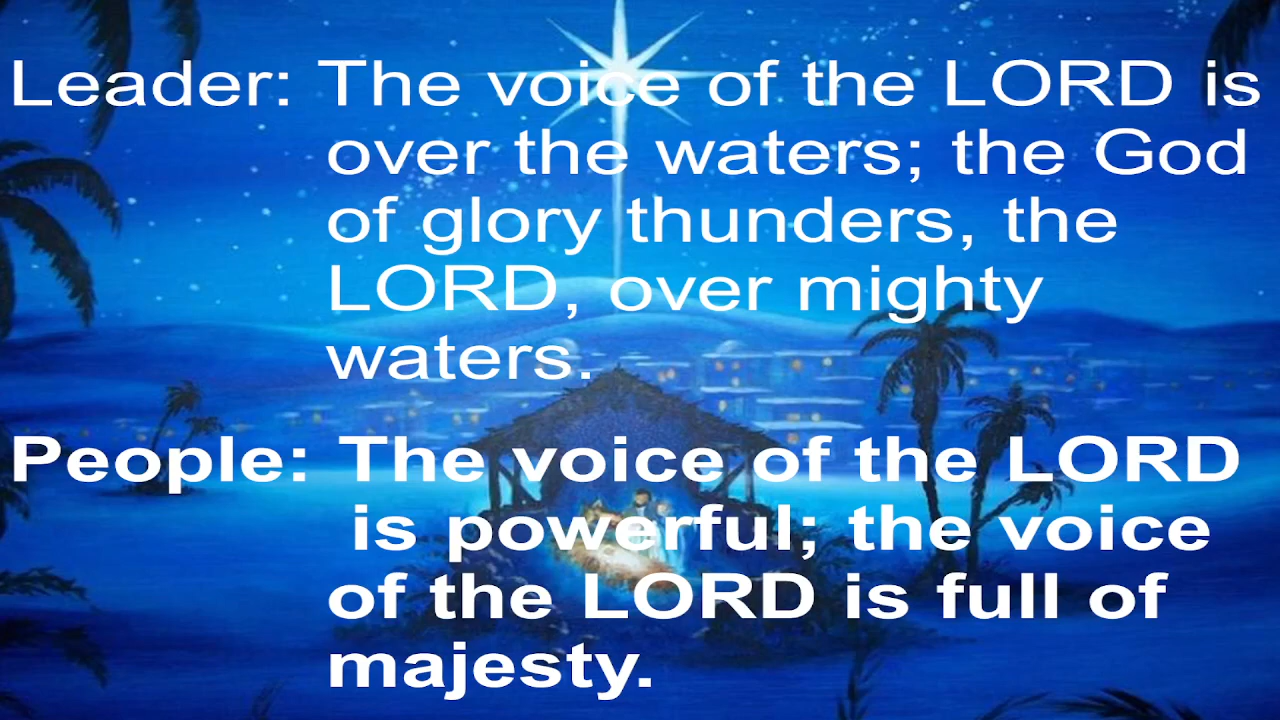 Leader: The voice of the LORD is
over the waters; the God
of glory thunders, the
LORD, over mighty
waters.
People: The voice of the LORD
is powerful; the voice
of the LORD is full of
majesty.